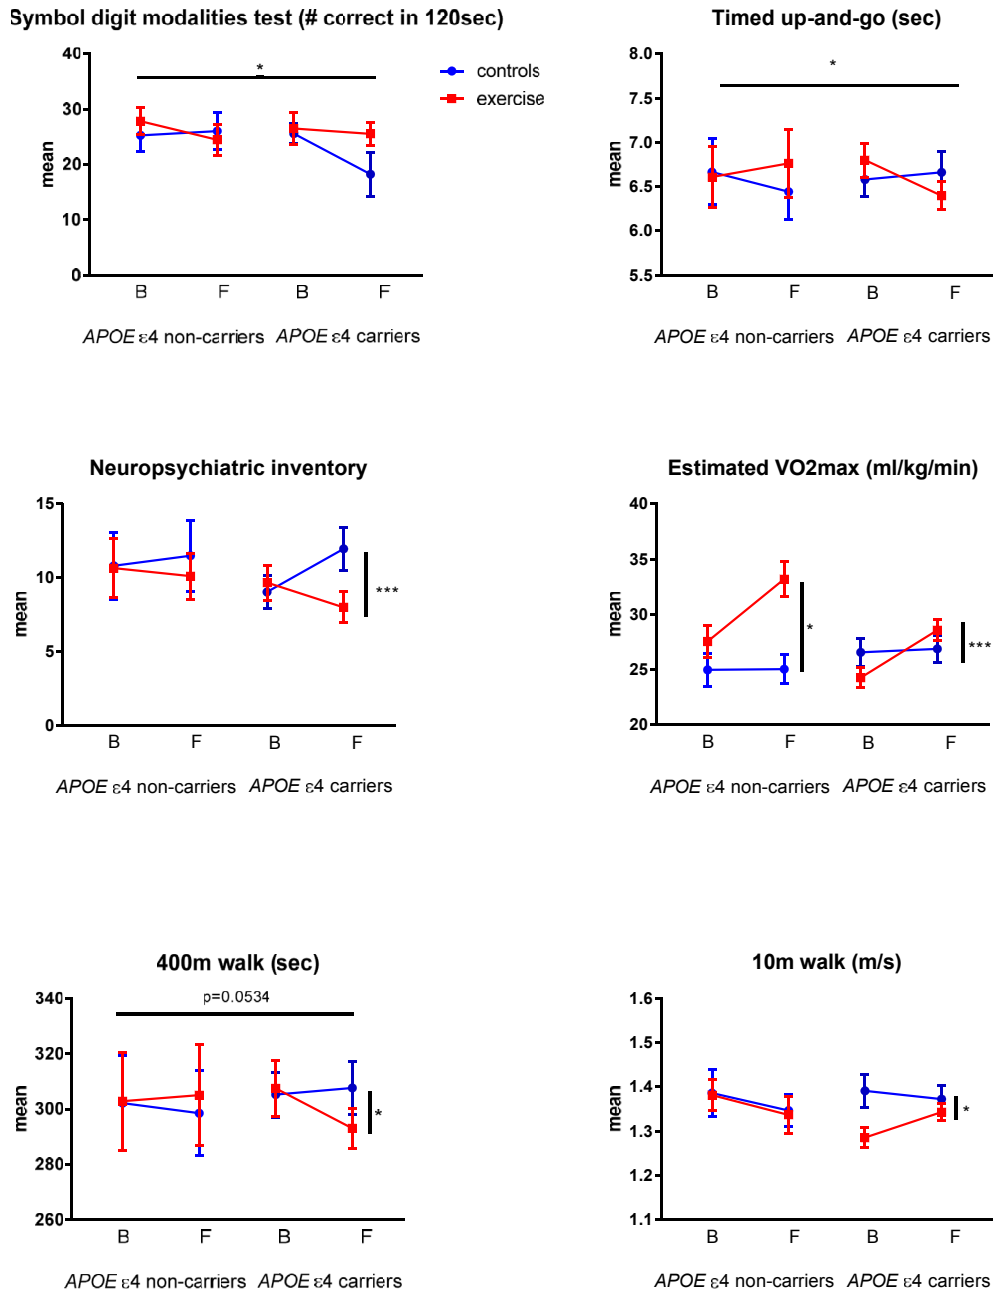 Symbol digit modalities test (# correct in 120sec)
40
30
20
10
0
mean
*
controls
exercise
B F B F
APOE ε4 non-carriers APOE ε4 carriers
Timed up-and-go (sec)
8.0
7.5
7.0
6.5
6.0
5.5
mean
*
B F B F
APOE ε4 non-carriers APOE ε4 carriers
Neuropsychiatric inventory
15
10
5
0
mean
***
B F B F
APOE ε4 non-carriers APOE ε4 carriers
Estimated VO2max (ml/kg/min)
40
35
30
25
20
mean
*
***
B F B F
APOE ε4 non-carriers APOE ε4 carriers
400m walk (sec)
340
320
300
280
260
mean
p=0.0534
*
B F B F
APOE ε4 non-carriers APOE ε4 carriers
10m walk (m/s)
1.6
1.5
1.4
1.3
1.2
1.1
mean
*
B F B F
APOE ε4 non-carriers APOE ε4 carriers